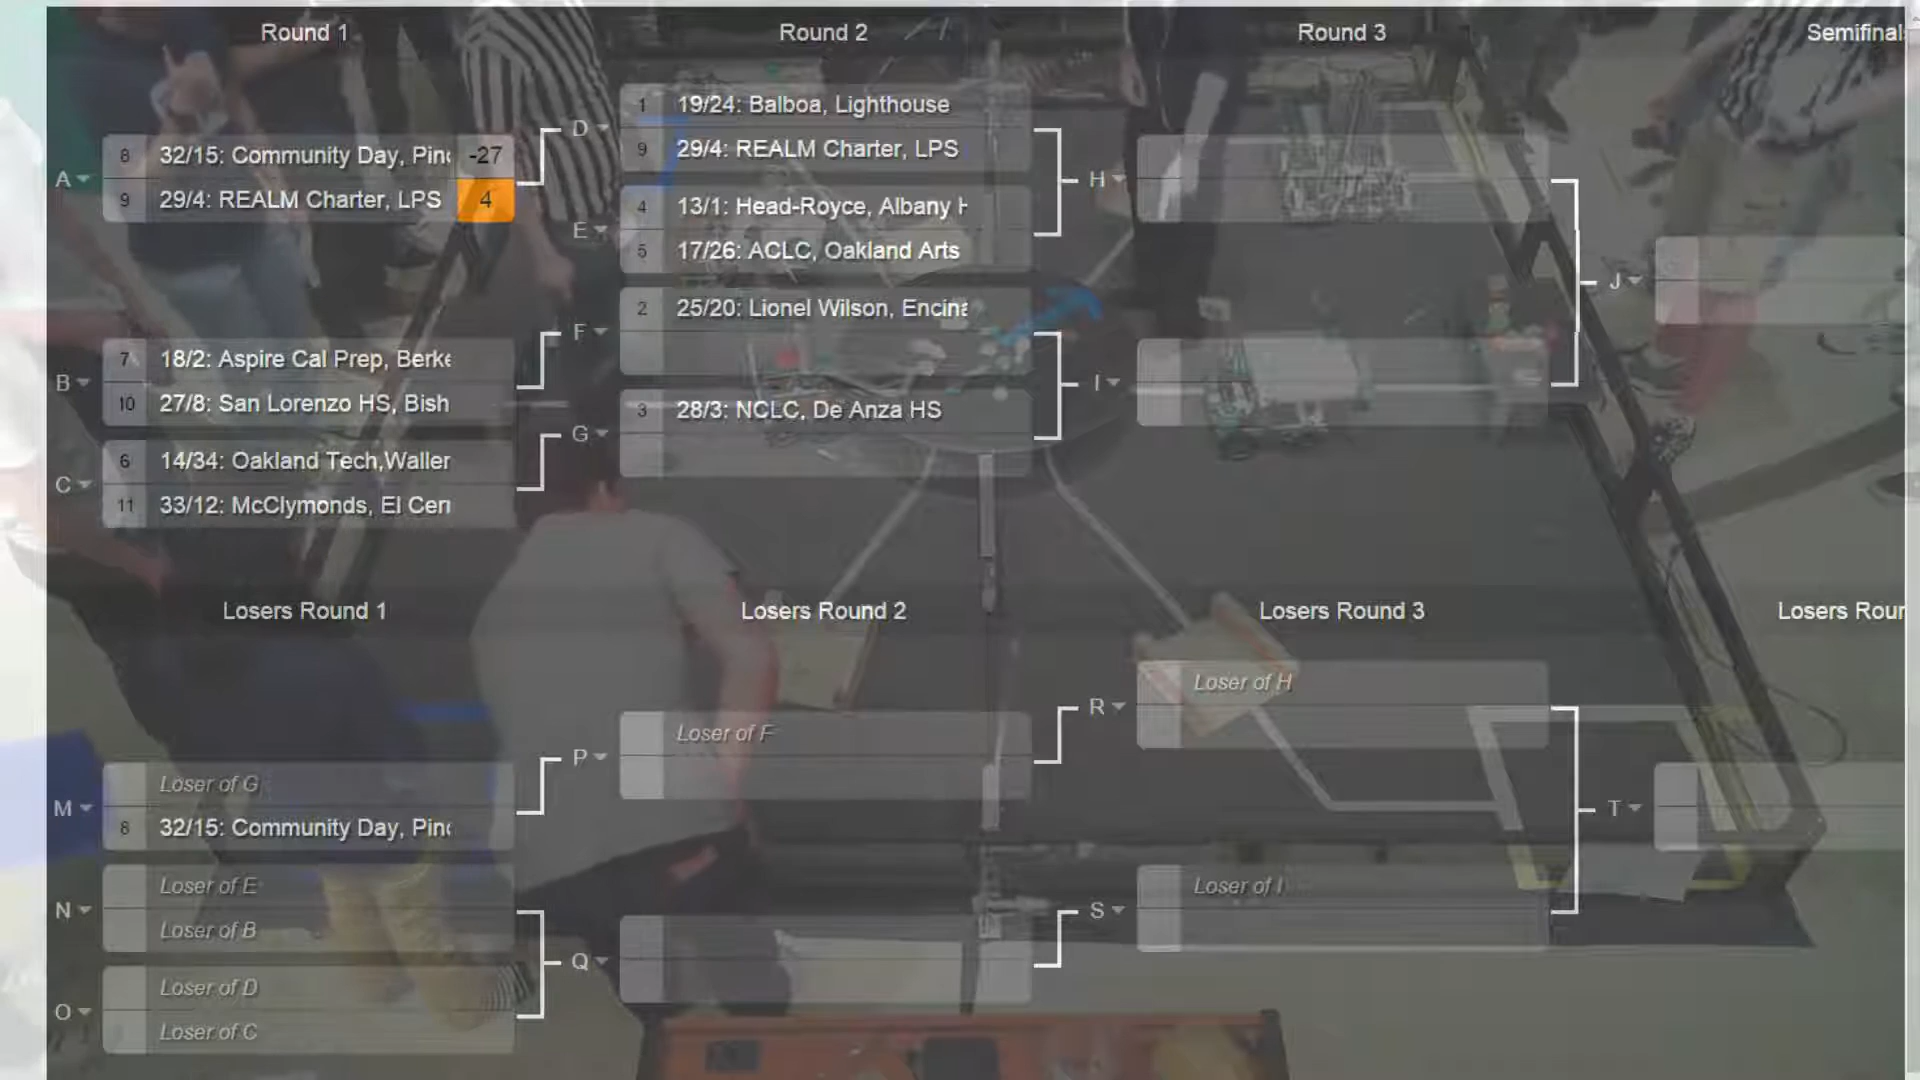 Round 1
Round 2
Round 3
Semifinal
A
8 32/15: Community Day, Pin -27
9 29/4: REALM Charter, LPS 4
B
7 18/2: Aspire Cal Prep, Berke
10 27/8: San Lorenzo HS, Bish
C
6 14/34: Oakland Tech,Waller
11 33/12: McClymonds, El Cerr
D
1 19/24: Balboa, Lighthouse
9 29/4: REALM Charter, LPS
E
4 13/1: Head-Royce, Albany H
5 17/26: ACLC, Oakland Arts
F
2 25/20: Lionel Wilson, Encina
G
3 28/3: NCLC, De Anza HS
H
I
J
Losers Round 1
Losers Round 2
Losers Round 3
Losers Rour
M
Loser of G
8 32/15: Community Day, Pin
N
Loser of E
Loser of B
O
Loser of D
Loser of C
P
Loser of F
Q
R
Loser of H
S
Loser of I
T